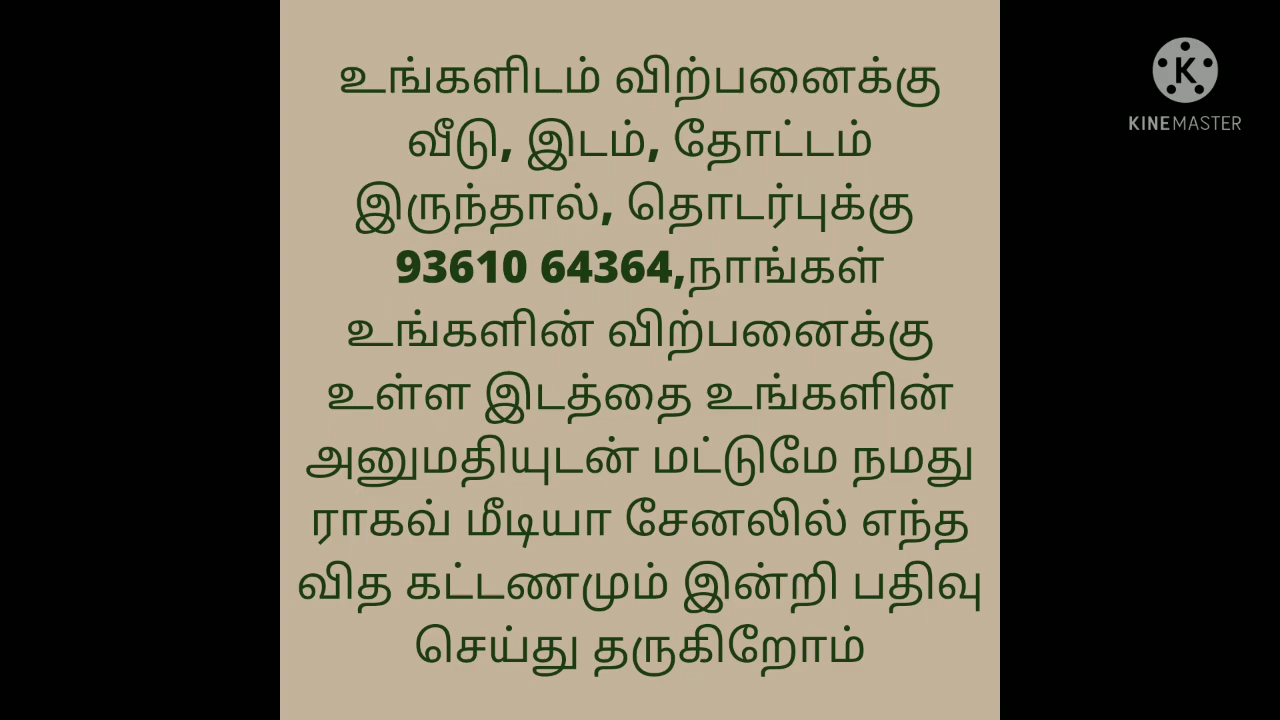 உங்களிடம் விற்பனைக்கு
வீடு, இடம், தோட்டம்
இருந்தால், தொடர்புக்கு
93610 64364,நாங்கள்
உங்களின் விற்பனைக்கு
உள்ள இடத்தை உங்களின்
அனுமதியுடன் மட்டுமே நமது
ராகவ் மீடியா சேனலில் எந்த
வித கட்டணமும் இன்றி பதிவு
செய்து தருகிறோம்
K
KINEMASTER